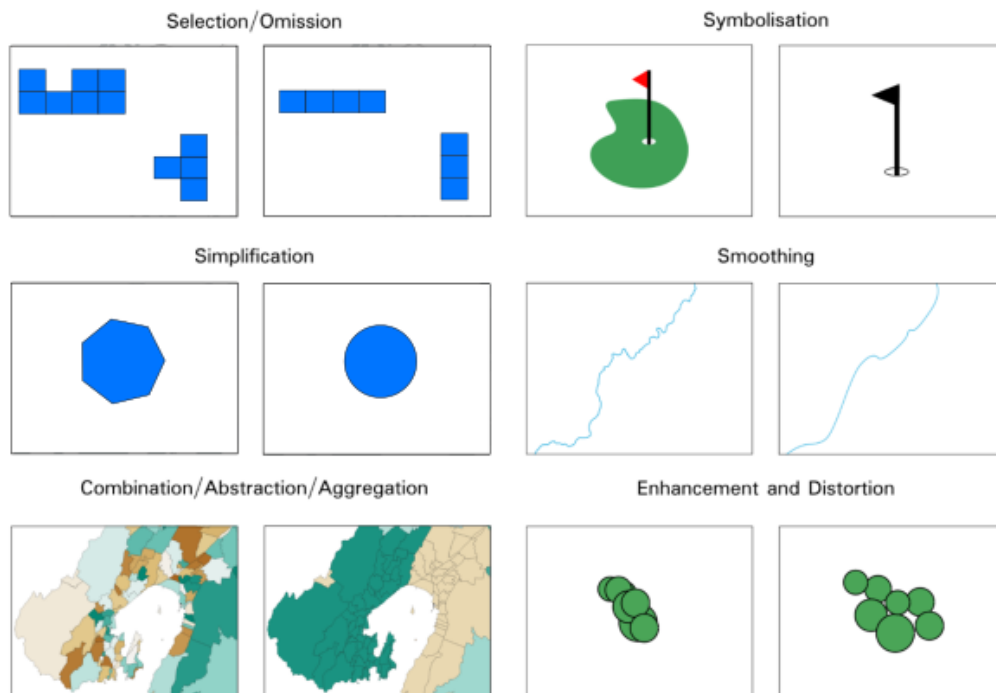 Selection/Omission
Symbolisation
Simplification
Smoothing
Combination/Abstraction/Aggregation
Enhancement and Distortion